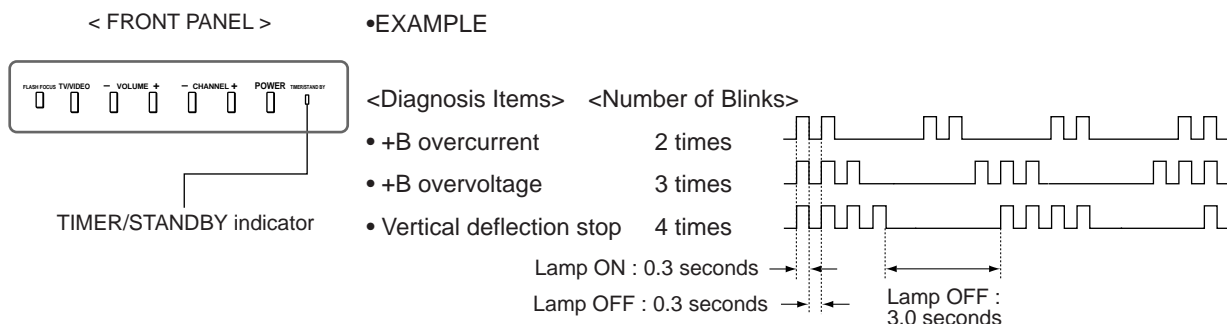 < FRONT PANEL >
•EXAMPLE
FLASH FOCUS TV/VIDEO − VOLUME + − CHANNEL + POWER TIMER/STAND BY
<Diagnosis Items> <Number of Blinks>
• +B overcurrent 2 times
• +B overvoltage 3 times
TIMER/STANDBY indicator
• Vertical deflection stop 4 times
Lamp ON : 0.3 seconds
Lamp OFF : 0.3 seconds
Lamp OFF :
3.0 seconds